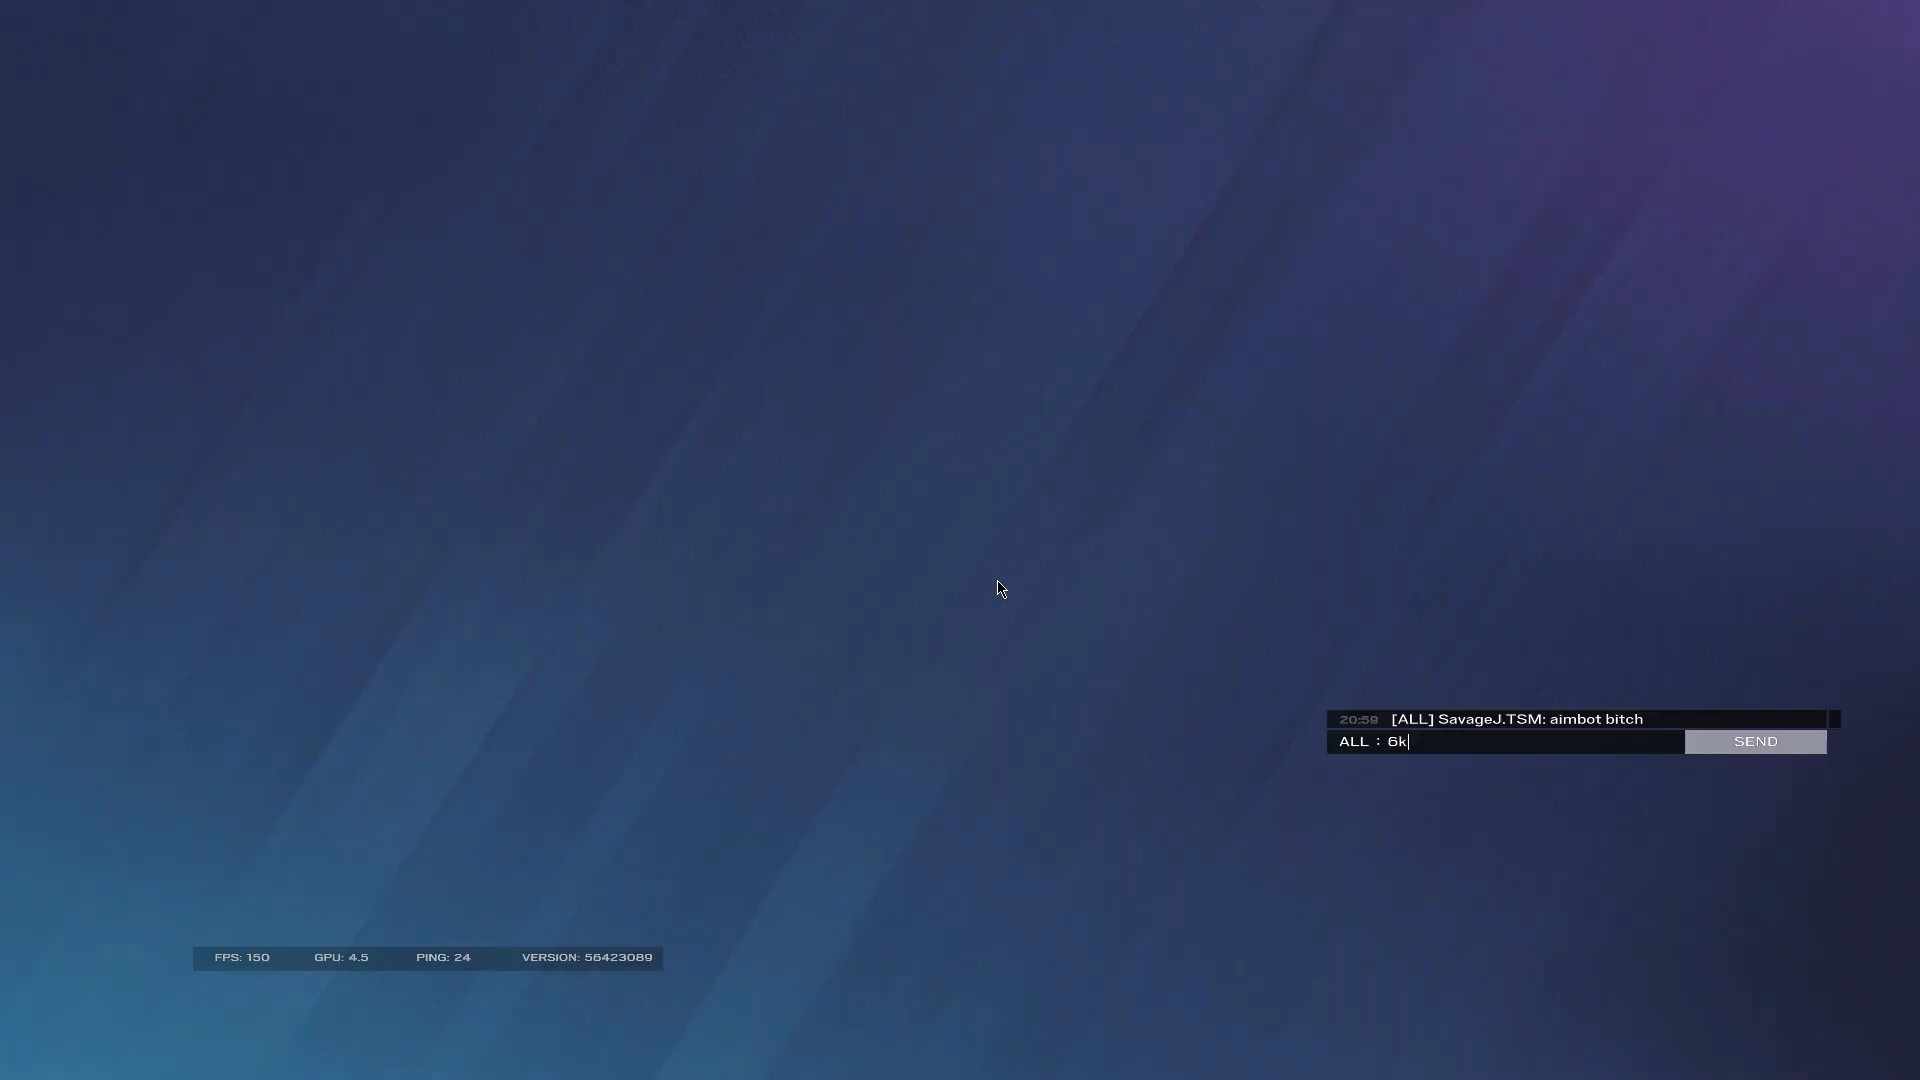 20:59 [ALL] SavageJ.TSM: aimbot bitch
ALL : 6k
SEND
FPS: 150 GPU: 4.5 PING: 24 VERSION: 56423089